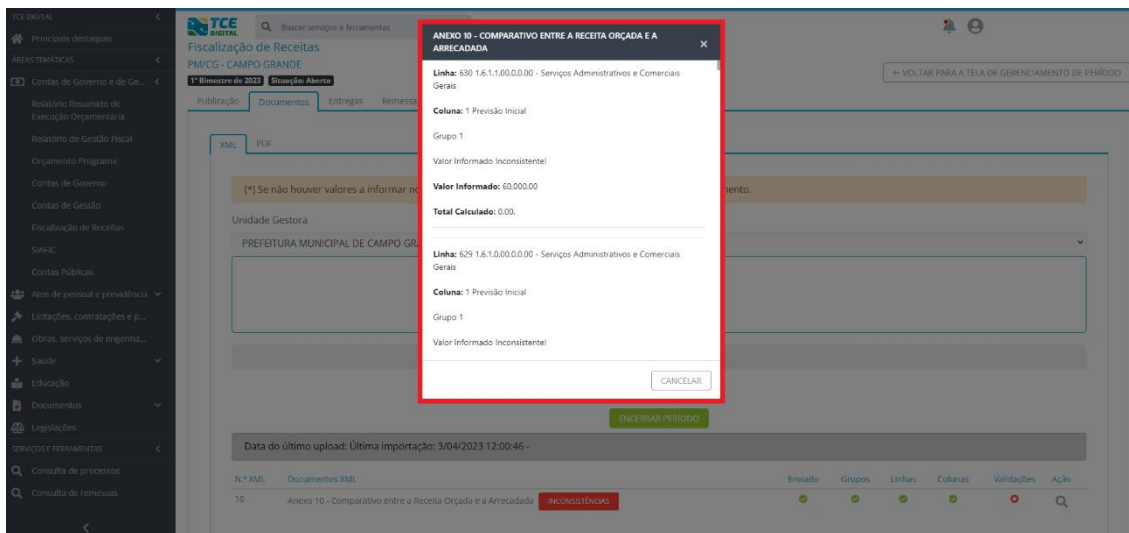 TCE DIGITAL
Principais destaques
ÁREAS TEMÁTICAS
Contas de Governo e de Ge...
Relatório Resumido de
Execução Orçamentária
Relatório de Gestão Fiscal
Orçamento Programa
Contas de Governo
Contas de Gestão
Fiscalização de Receitas
SIAFIC
Contas Públicas
Atos de pessoal e previdência
Licitações, contratações e p...
Obras, serviços de engenha...
Saúde
Educação
Documentos
Legislações
SERVIÇOS E FERRAMENTAS
Consulta de processos
Consulta de remessas
TCE
DIGITAL
Buscar serviços e ferramentas
Fiscalização de Receitas
PM/CG - CAMPO GRANDE
1º Bimestre de 2023 Situação: Aberto
← VOLTAR PARA A TELA DE GERENCIAMENTO DE PERÍODO
Publicação Documentos Entregas Remessa
XML PDF
(*) Se não houver valores a informar no
mento.
Unidade Gestora
PREFEITURA MUNICIPAL DE CAMPO GR
ANEXO 10 - COMPARATIVO ENTRE A RECEITA ORÇADA E A
ARRECADADA ×
Linha: 630 1.6.1.1.00.0.0.00 - Serviços Administrativos e Comerciais
Gerais
Coluna: 1 Previsão Inicial
Grupo 1
Valor Informado Inconsistente!
Valor Informado: 60.000.00
Total Calculado: 0.00.
Linha: 629 1.6.1.0.00.0.0.00 - Serviços Administrativos e Comerciais
Gerais
Coluna: 1 Previsão Inicial
Grupo 1
Valor Informado Inconsistente!
CANCELAR
ENCERRAR PERÍODO
Data do último upload: Última importação: 3/04/2023 12:00:46 -
N.º XML Documentos XML Enviado Grupos Linhas Colunas Validações Ação
10 Anexo 10 - Comparativo entre a Receita Orçada e a Arrecadada INCONSISTÊNCIAS